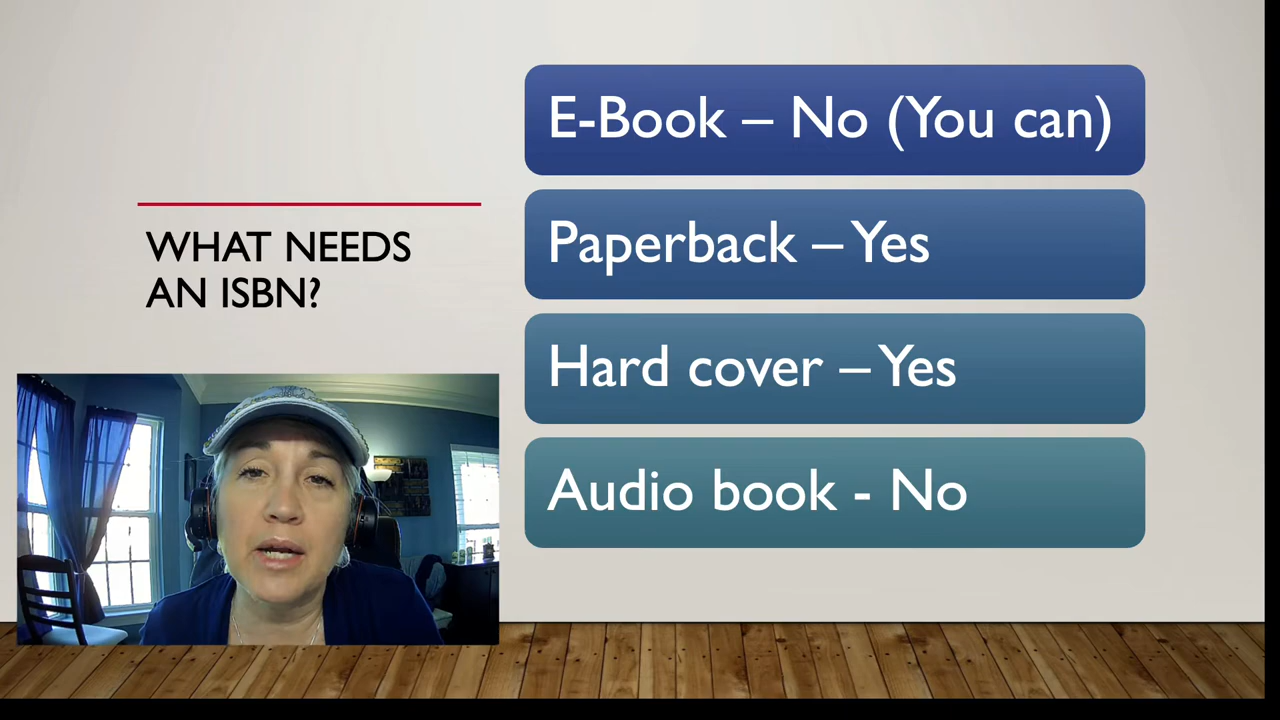 WHAT NEEDS
AN ISBN?
E-Book – No (You can)
Paperback – Yes
Hard cover – Yes
Audio book - No